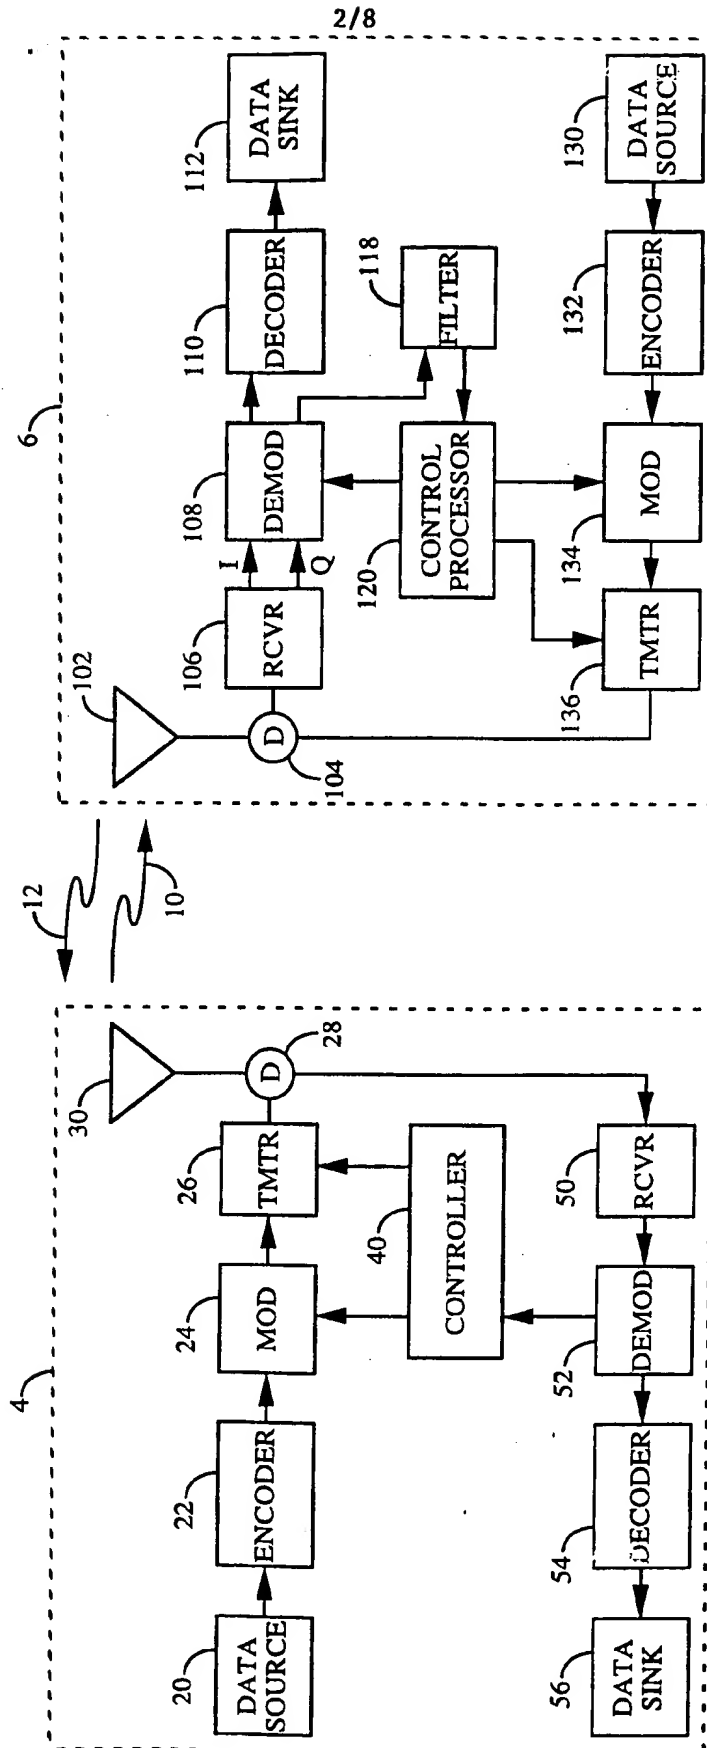 2/8
4
20
DATA
SOURCE
22
ENCODER
24
MOD
26
TMTR
28
D
30
40
CONTROLLER
50
RCVR
52
DEMOD
54
DECODER
56
DATA
SINK
12
10
6
102
104
D
106
RCVR
I
Q
108
DEMOD
110
DECODER
112
DATA
SINK
118
FILTER
120
CONTROL
PROCESSOR
130
DATA
SOURCE
132
ENCODER
134
MOD
136
TMTR